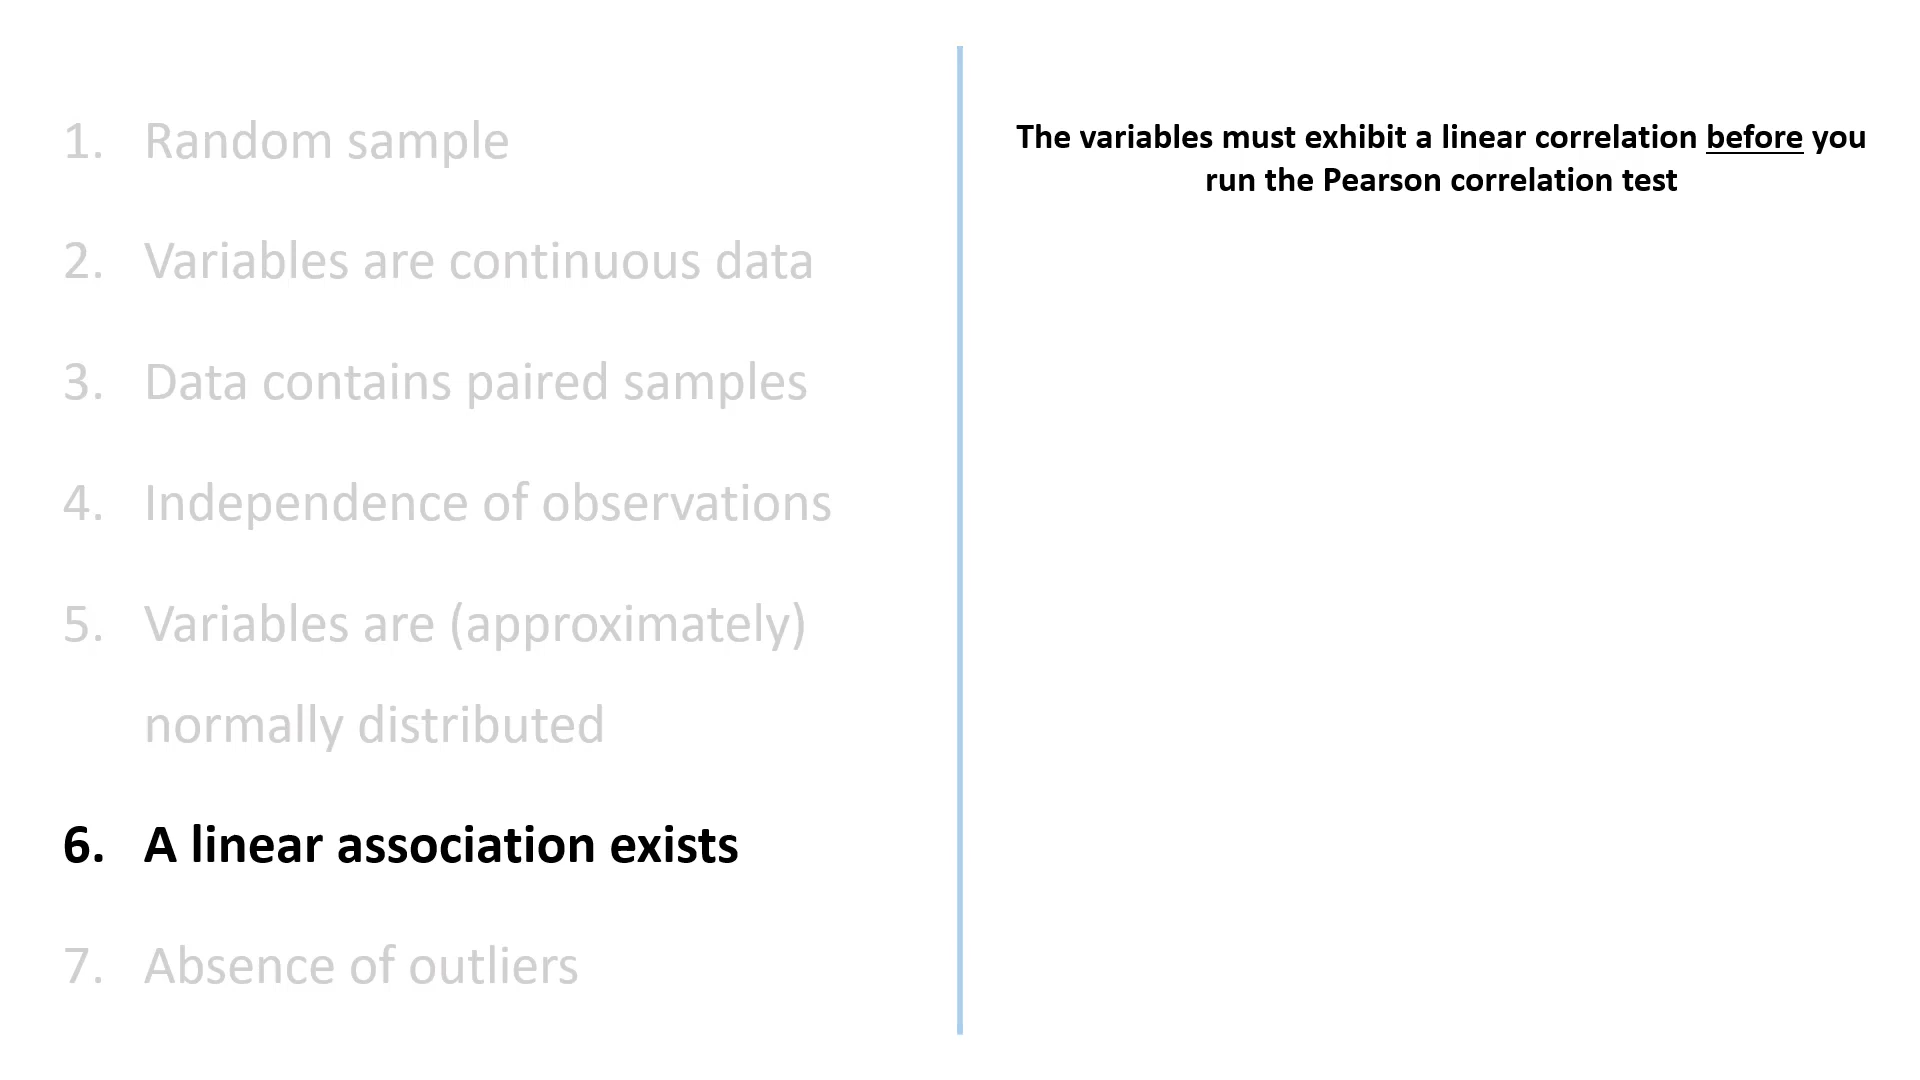 1. Random sample
2. Variables are continuous data
3. Data contains paired samples
4. Independence of observations
5. Variables are (approximately)
normally distributed
6. A linear association exists
7. Absence of outliers
The variables must exhibit a linear correlation before you
run the Pearson correlation test